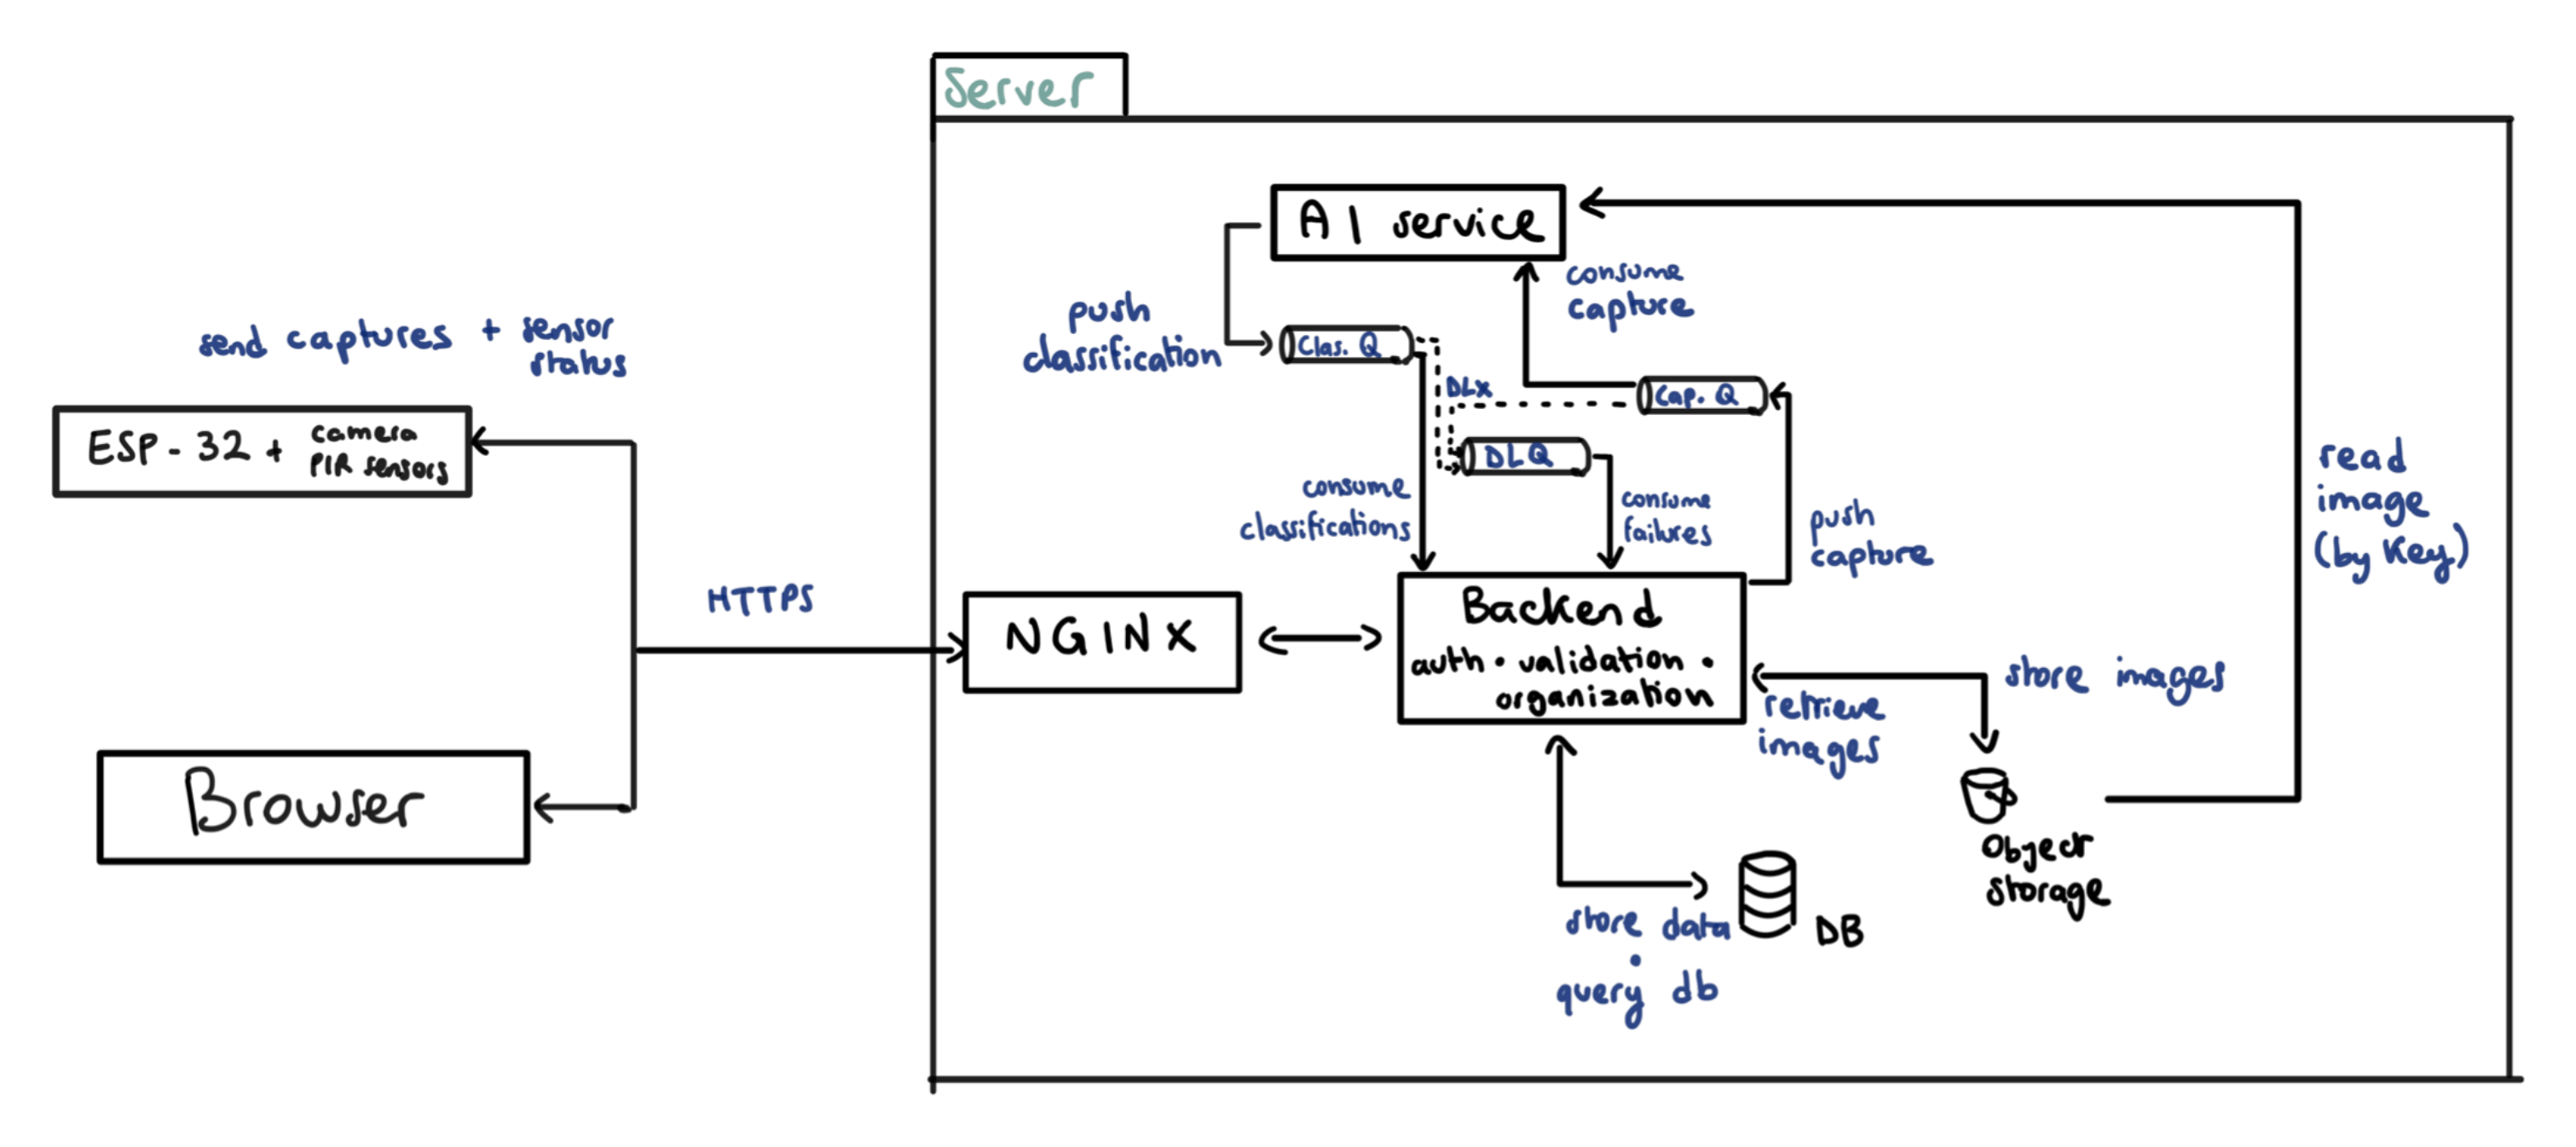 Server
AI service
consume
capture
push
classification
Clas. Q
send captures + sensor
status
DLX
Cap. Q
ESP-32 + camera
PIR sensors
DLQ
read
image
(by key)
consume
classifications
consume
failures
push
capture
HTTPS
NGINX
Backend
auth · validation ·
organization
store images
retrieve
images
Browser
Object
storage
store data
·
query db
DB